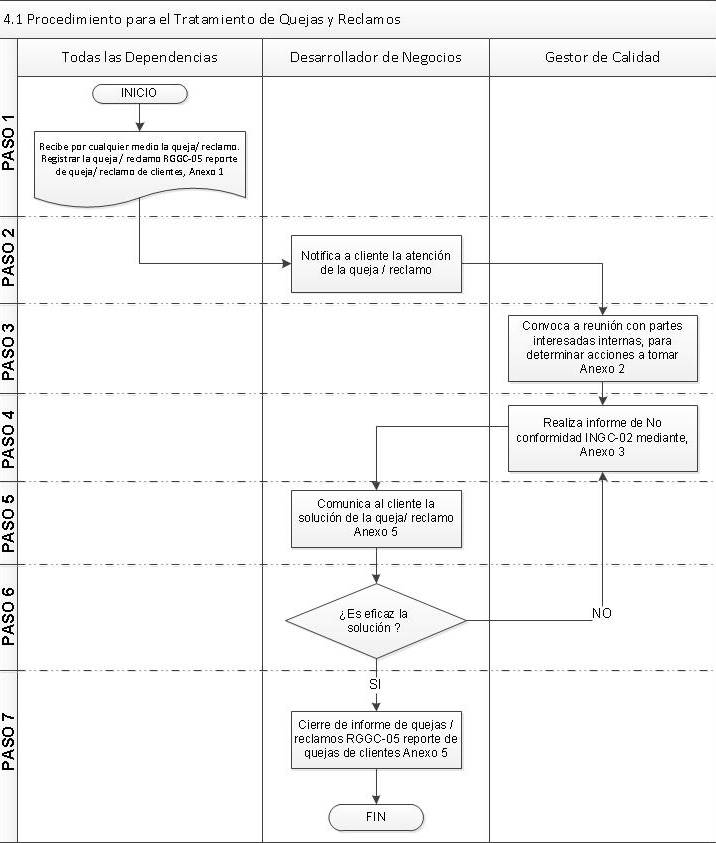 4.1 Procedimiento para el Tratamiento de Quejas y Reclamos
Todas las Dependencias
Desarrollador de Negocios
Gestor de Calidad
PASO 1
INICIO
Recibe por cualquier medio la queja/ reclamo.
Registrar la queja/ reclamo RGGC-05 reporte
de queja/ reclamo de clientes, Anexo 1
PASO 2
Notifica a cliente la atención
de la queja / reclamo
PASO 3
Convoca a reunión con partes
interesadas internas, para
determinar acciones a tomar
Anexo 2
PASO 4
Realiza informe de No
conformidad INGC-02 mediante,
Anexo 3
PASO 5
Comunica al cliente la
solución de la queja/ reclamo
Anexo 5
PASO 6
¿Es eficaz la
solución ?
NO
SI
PASO 7
Cierre de informe de quejas /
reclamos RGGC-05 reporte de
quejas de clientes Anexo 5
FIN